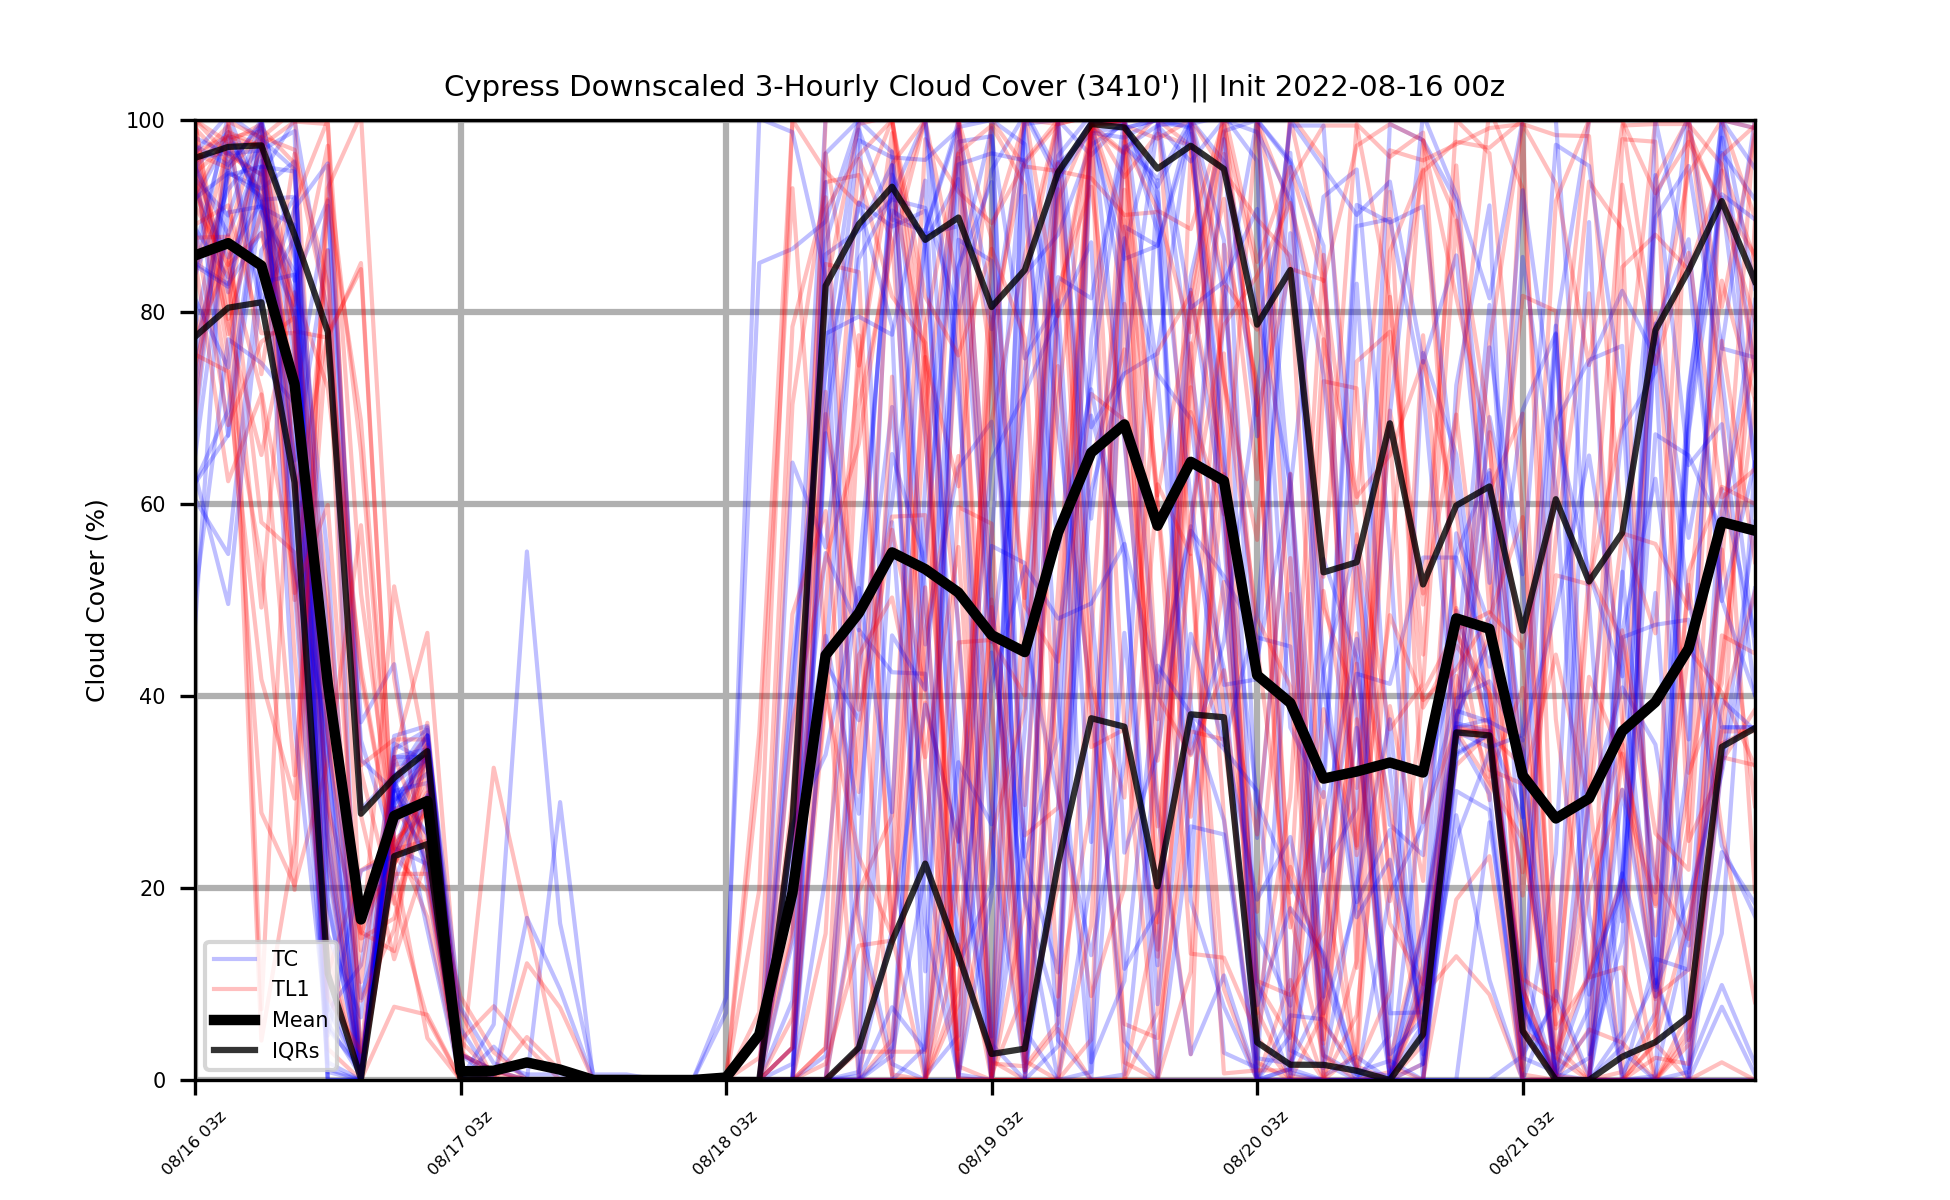 Cypress Downscaled 3-Hourly Cloud Cover (3410') || Init 2022-08-16 00z
Cloud Cover (%)
100
80
60
40
20
0
TC
TL1
Mean
IQRs
08/16 03z
08/17 03z
08/18 03z
08/19 03z
08/20 03z
08/21 03z